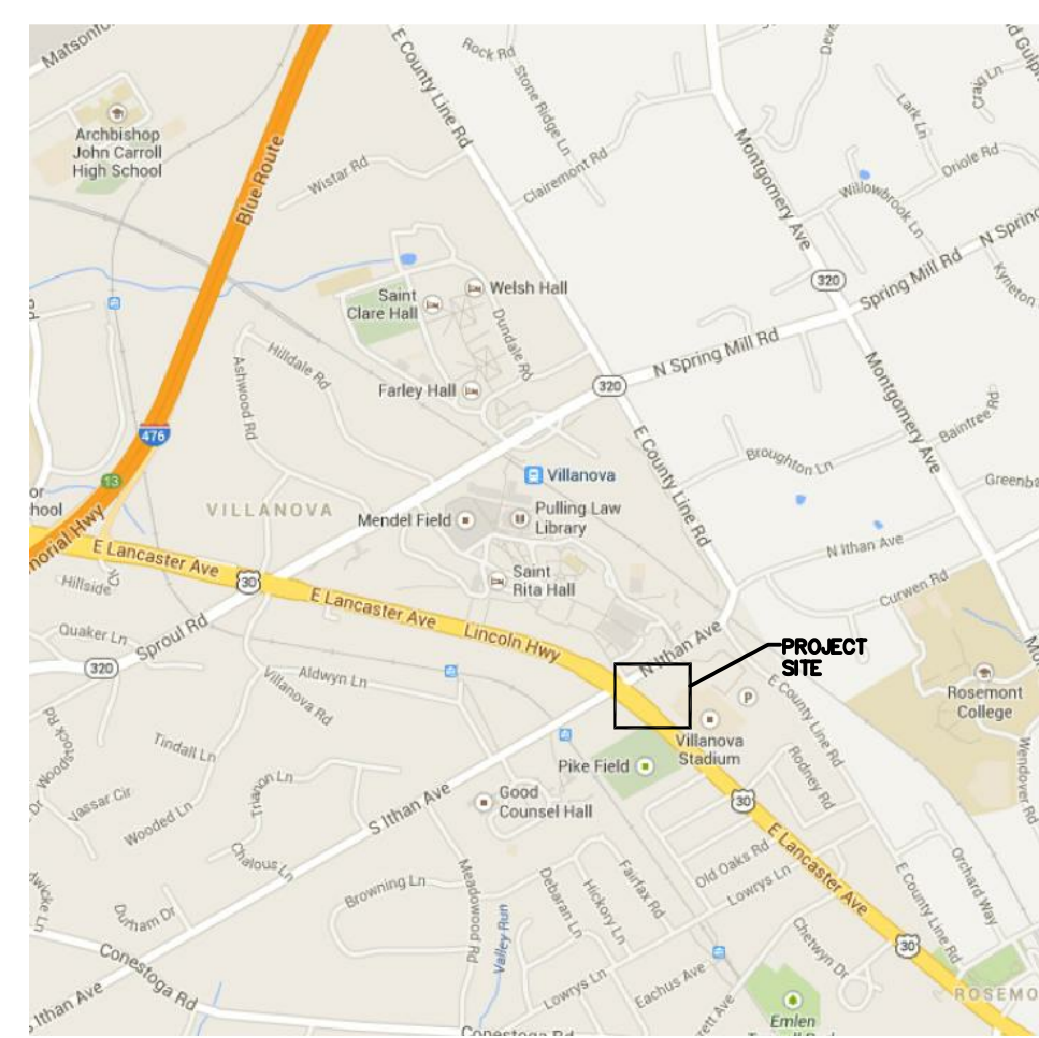 E County Line Rd
Rock Rd
Stone Ridge Ln
Craig Ln
Lark Ln
Archbishop
John Carroll
High School
Blue Route
Wistar Rd
Clairemont Rd
Montgomery Ave
Oriole Rd
Willowbrook Ln
N Spring
Kyneton
320
Spring Mill Rd
Saint
Clare Hall
Welsh Hall
Dundale Rd
N Spring Mill Rd
Hilldale Rd
Ashwood Rd
Farley Hall
320
Montgomery Ave
Baintree Rd
476
E County Line Rd
Broughton Ln
13
Villanova
VILLANOVA
Mendel Field
Pulling Law
Library
N Ithan Ave
E Lancaster Ave
30
Hillside
Saint
Rita Hall
Curwen Rd
E Lancaster Ave
Lincoln Hwy
Quaker Ln
Sproul Rd
320
N Ithan Ave
PROJECT
SITE
Aldwyn Ln
Villanova Rd
E County Line Rd
P
Rosemont
College
Woodstock Rd
Tindall Ln
Villanova
Stadium
Pike Field
Wendover Rd
Rodney Rd
Trianon Ln
Vassar Cir
Wooded Ln
Good
Counsel Hall
S Ithan Ave
30
E Lancaster Ave
Chalous Ln
Old Oaks Rd
Lowrys Ln
Orchard Way
E County Line Rd
Browning Ln
Meadowood Rd
Debaran Ln
Hickory Ln
Fairfax Rd
Durham Dr
Valley Run
Chetwyn Dr
30
Conestoga Rd
Lowrys Ln
Eachus Ave
ROSEMO
S Ithan Ave
Emlen
Conestoga Rd